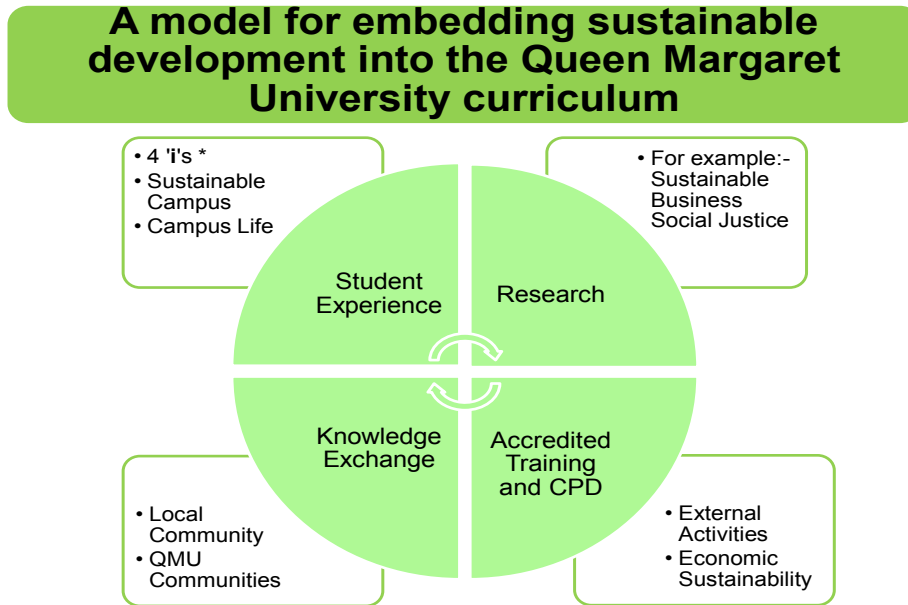 A model for embedding sustainable
development into the Queen Margaret
University curriculum
• 4 'i's *
• Sustainable
Campus
• Campus Life
• For example:-
Sustainable
Business
Social Justice
Student
Experience
Research
Knowledge
Exchange
Accredited
Training
and CPD
• Local
Community
• QMU
Communities
• External
Activities
• Economic
Sustainability